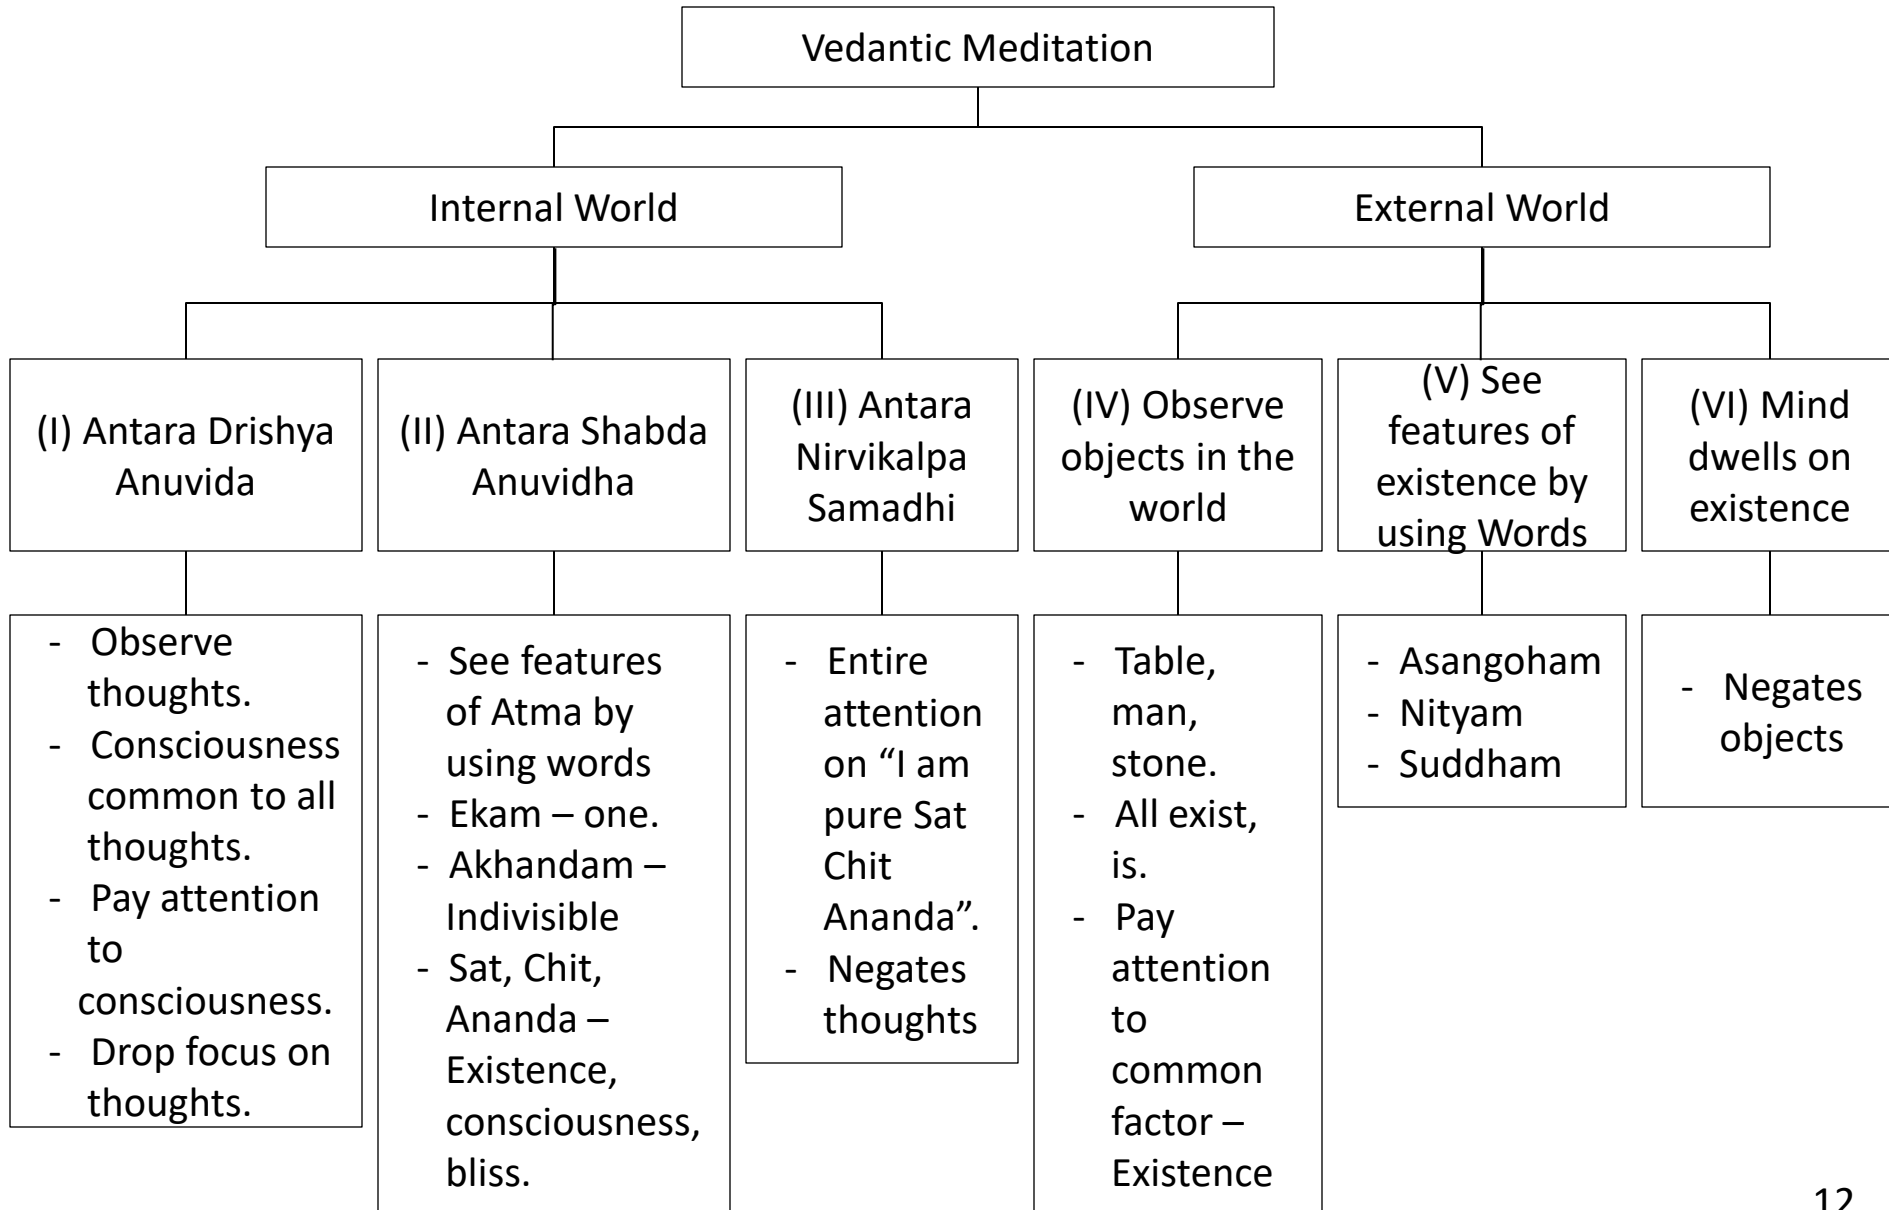 Vedantic Meditation
Internal World
External World
(I) Antara Drishya
Anuvida
(II) Antara Shabda
Anuvidha
(III) Antara
Nirvikalpa
Samadhi
(IV) Observe
objects in the
world
(V) See
features of
existence by
using Words
(VI) Mind
dwells on
existence
- Observe
thoughts.
- Consciousness
common to all
thoughts.
- Pay attention
to
consciousness.
- Drop focus on
thoughts.
- See features
of Atma by
using words
- Ekam – one.
- Akhandam –
Indivisible
- Sat, Chit,
Ananda –
Existence,
consciousness,
bliss.
- Entire
attention
on “I am
pure Sat
Chit
Ananda”.
- Negates
thoughts
- Table,
man,
stone.
- All exist,
is.
- Pay
attention
to
common
factor –
Existence
- Asangoham
- Nityam
- Suddham
- Negates
objects
12